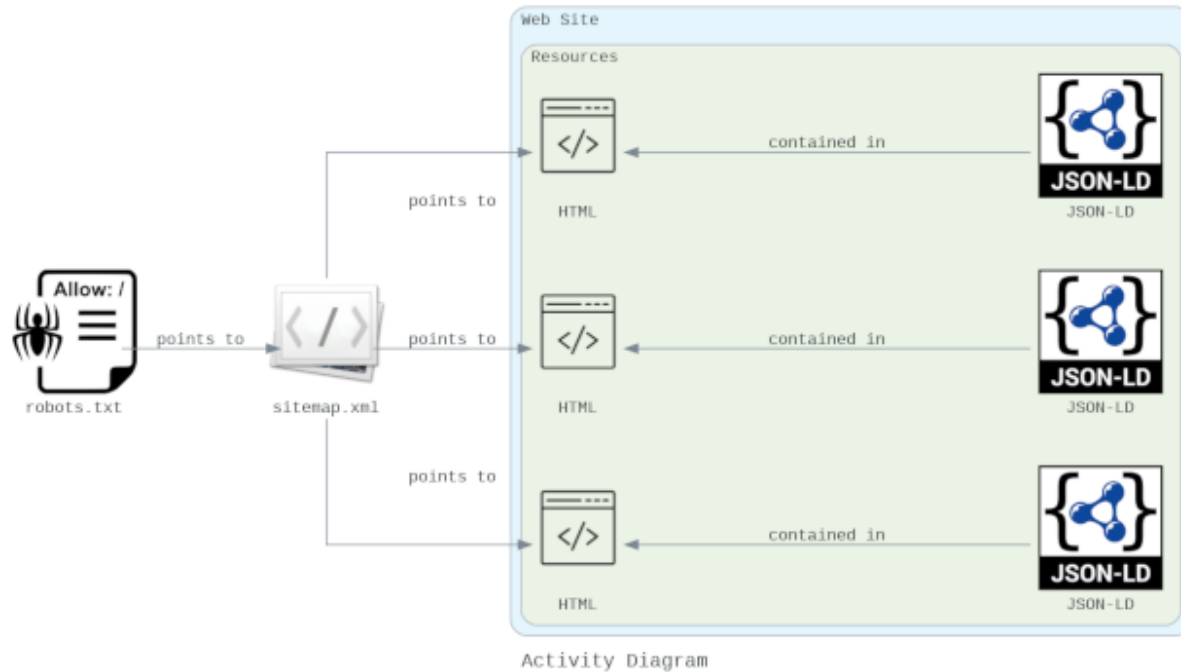 Web Site
Resources
</>
JSON-LD
contained in
points to
HTML
JSON-LD
Allow: /
</>
</>
JSON-LD
points to
points to
contained in
robots.txt
sitemap.xml
HTML
JSON-LD
points to
</>
JSON-LD
contained in
HTML
JSON-LD
Activity Diagram